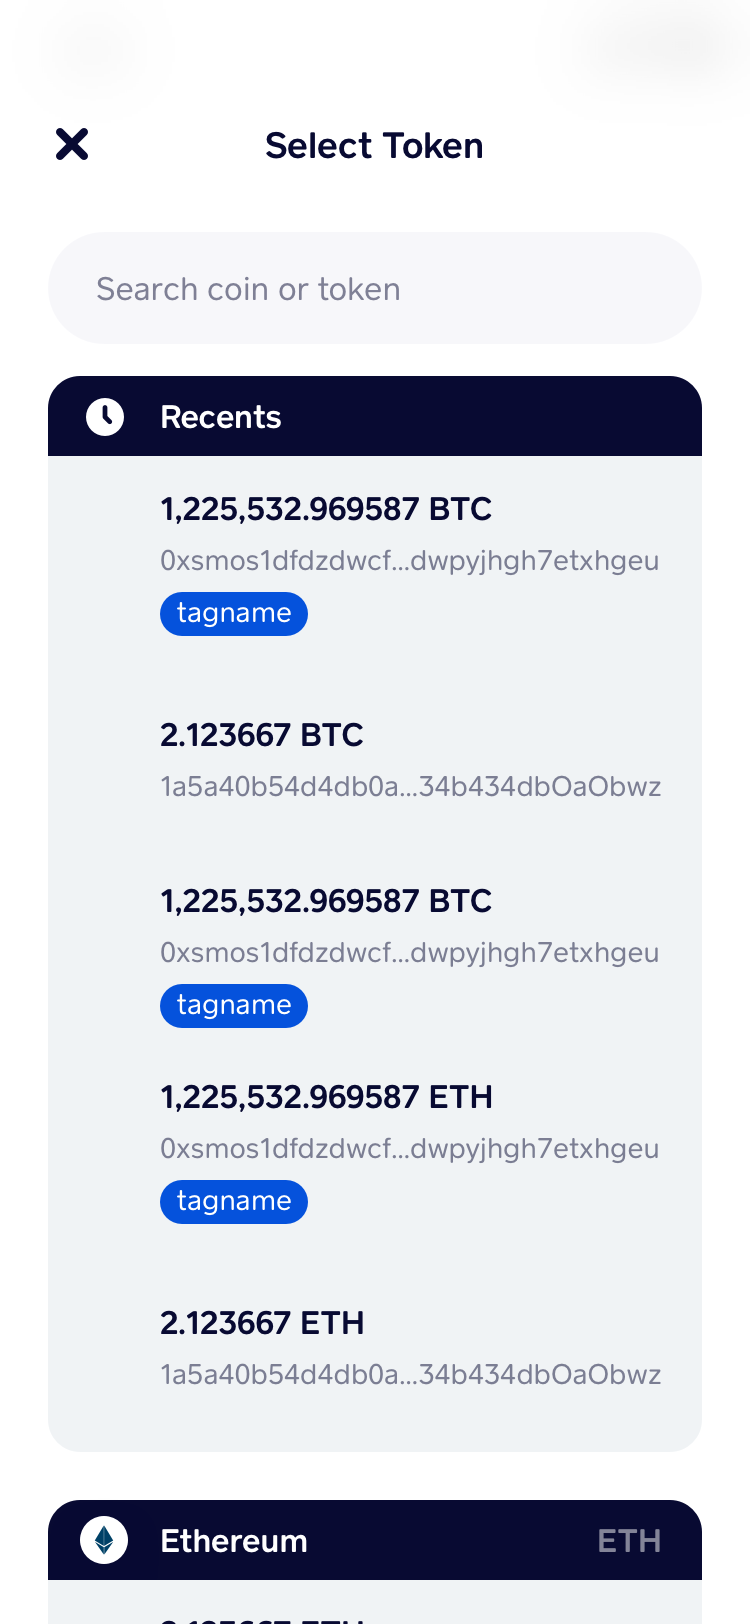 Select Token
Search coin or token
Recents
1,225,532.969587 BTC
0xsmos1dfdzdwcf...dwpyjhgh7etxhgeu
tagname
2.123667 BTC
1a5a40b54d4db0a...34b434dbOaObwz
1,225,532.969587 BTC
0xsmos1dfdzdwcf...dwpyjhgh7etxhgeu
tagname
1,225,532.969587 ETH
0xsmos1dfdzdwcf...dwpyjhgh7etxhgeu
tagname
2.123667 ETH
1a5a40b54d4db0a...34b434dbOaObwz
Ethereum ETH